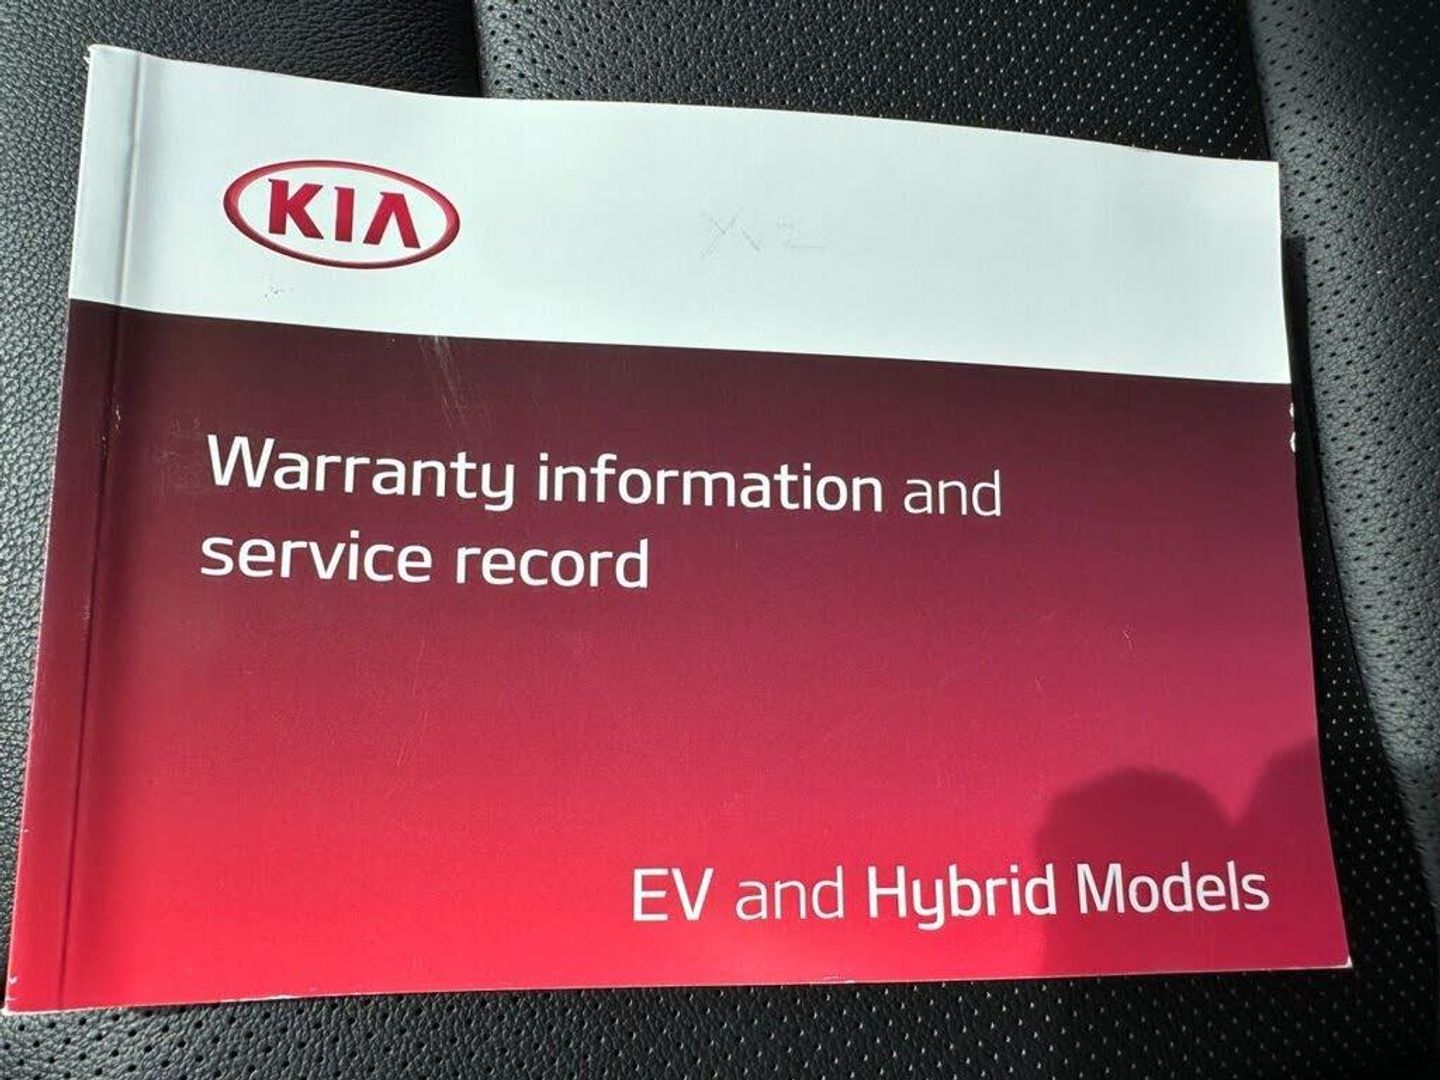 KIA
Warranty information and
service record
EV and Hybrid Models